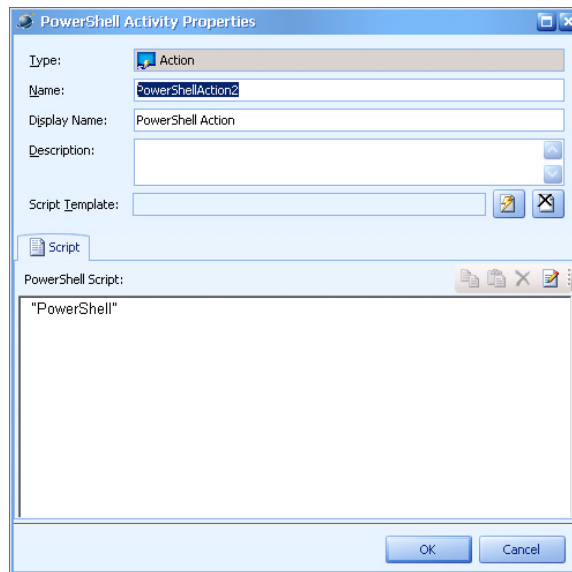 PowerShell Activity Properties
Type: Action
Name: PowerShellAction2
Display Name: PowerShell Action
Description:
Script Template:
Script
PowerShell Script:
"PowerShell"
OK Cancel